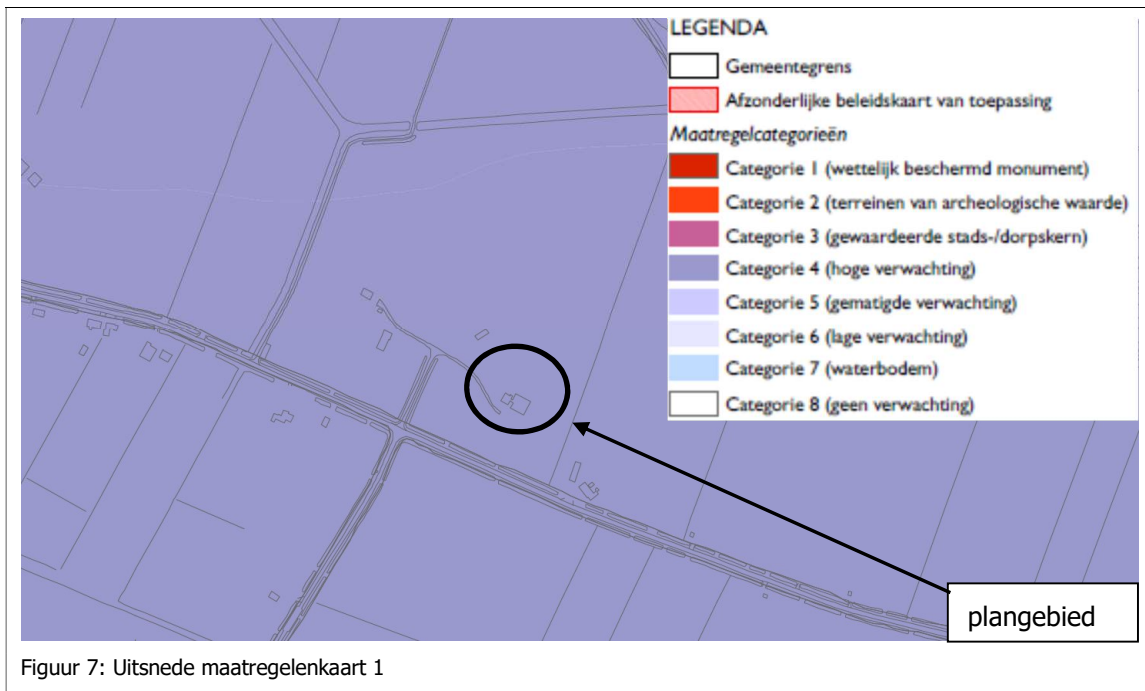 LEGENDA
Gemeentegrens
Afzonderlijke beleidskaart van toepassing
Maatregelcategorieën
Categorie 1 (wettelijk beschermd monument)
Categorie 2 (terreinen van archeologische waarde)
Categorie 3 (gewaardeerde stads-/dorpskern)
Categorie 4 (hoge verwachting)
Categorie 5 (gematigde verwachting)
Categorie 6 (lage verwachting)
Categorie 7 (waterbodem)
Categorie 8 (geen verwachting)
plangebied
Figuur 7: Uitsnede maatregelenkaart 1